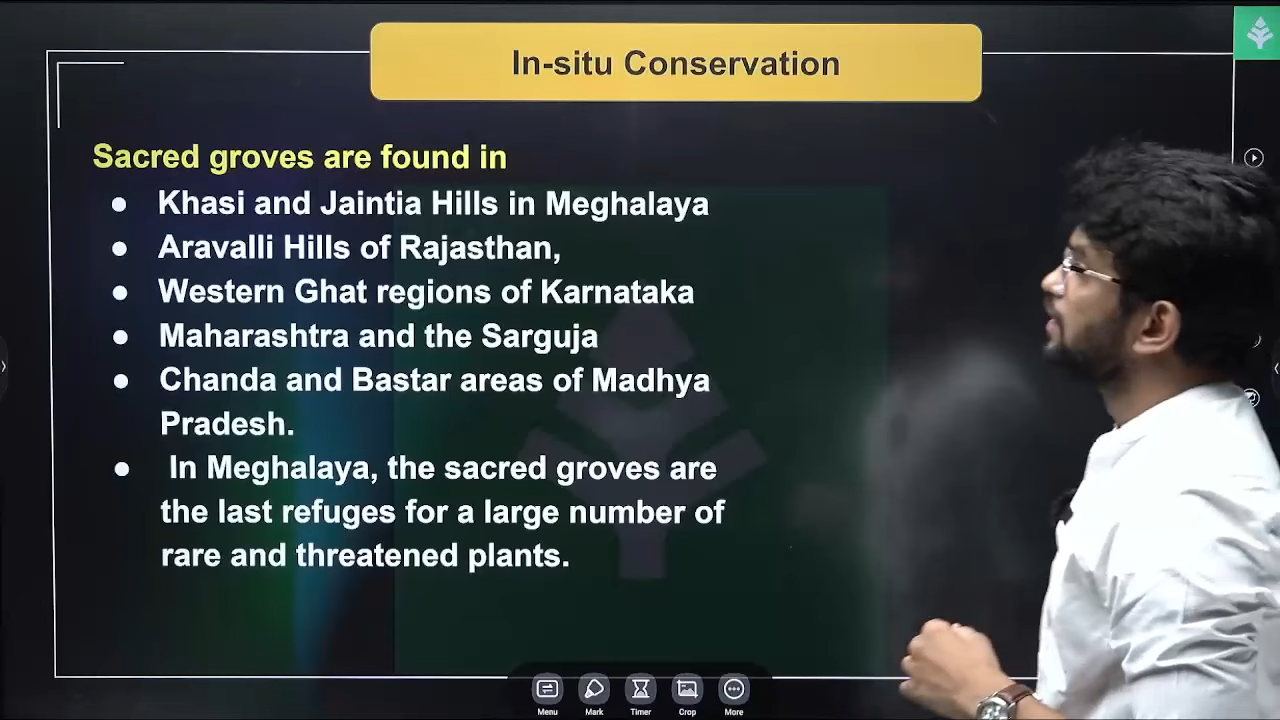 In-situ Conservation
Sacred groves are found in
● Khasi and Jaintia Hills in Meghalaya
● Aravalli Hills of Rajasthan,
● Western Ghat regions of Karnataka
● Maharashtra and the Sarguja
● Chanda and Bastar areas of Madhya
Pradesh.
● In Meghalaya, the sacred groves are
the last refuges for a large number of
rare and threatened plants.
Menu Mark Timer Crop More